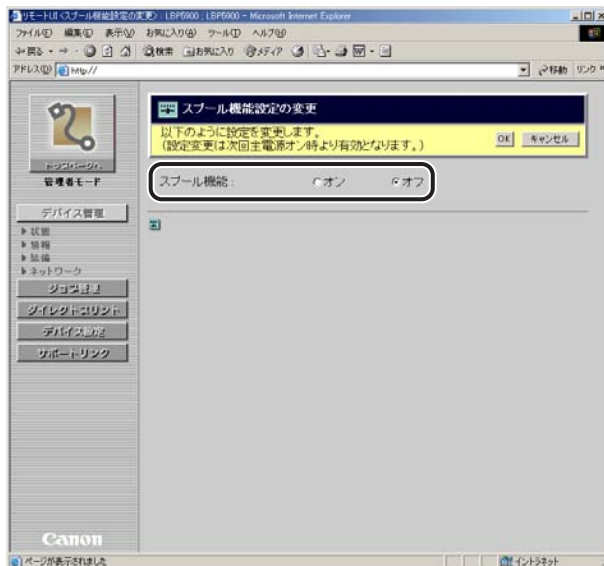 リモートUI <スプール機能設定の変更> : LBP5900 ; LBP5900 - Microsoft Internet Explorer
ファイル(F) 編集(E) 表示(V) お気に入り(A) ツール(T) ヘルプ(H)
戻る 検索 お気に入り メディア
アドレス(D) http:// 移動 リンク »
スプール機能設定の変更
以下のように設定を変更します。
(設定変更は次回主電源オン時より有効となります。)
OK キャンセル
トップページへ
管理者モード
スプール機能 : オン オフ
デバイス管理
状態
情報
装備
ネットワーク
ジョブ管理
ダイレクトプリント
デバイス設定
サポートリンク
Canon
ページが表示されました
イントラネット